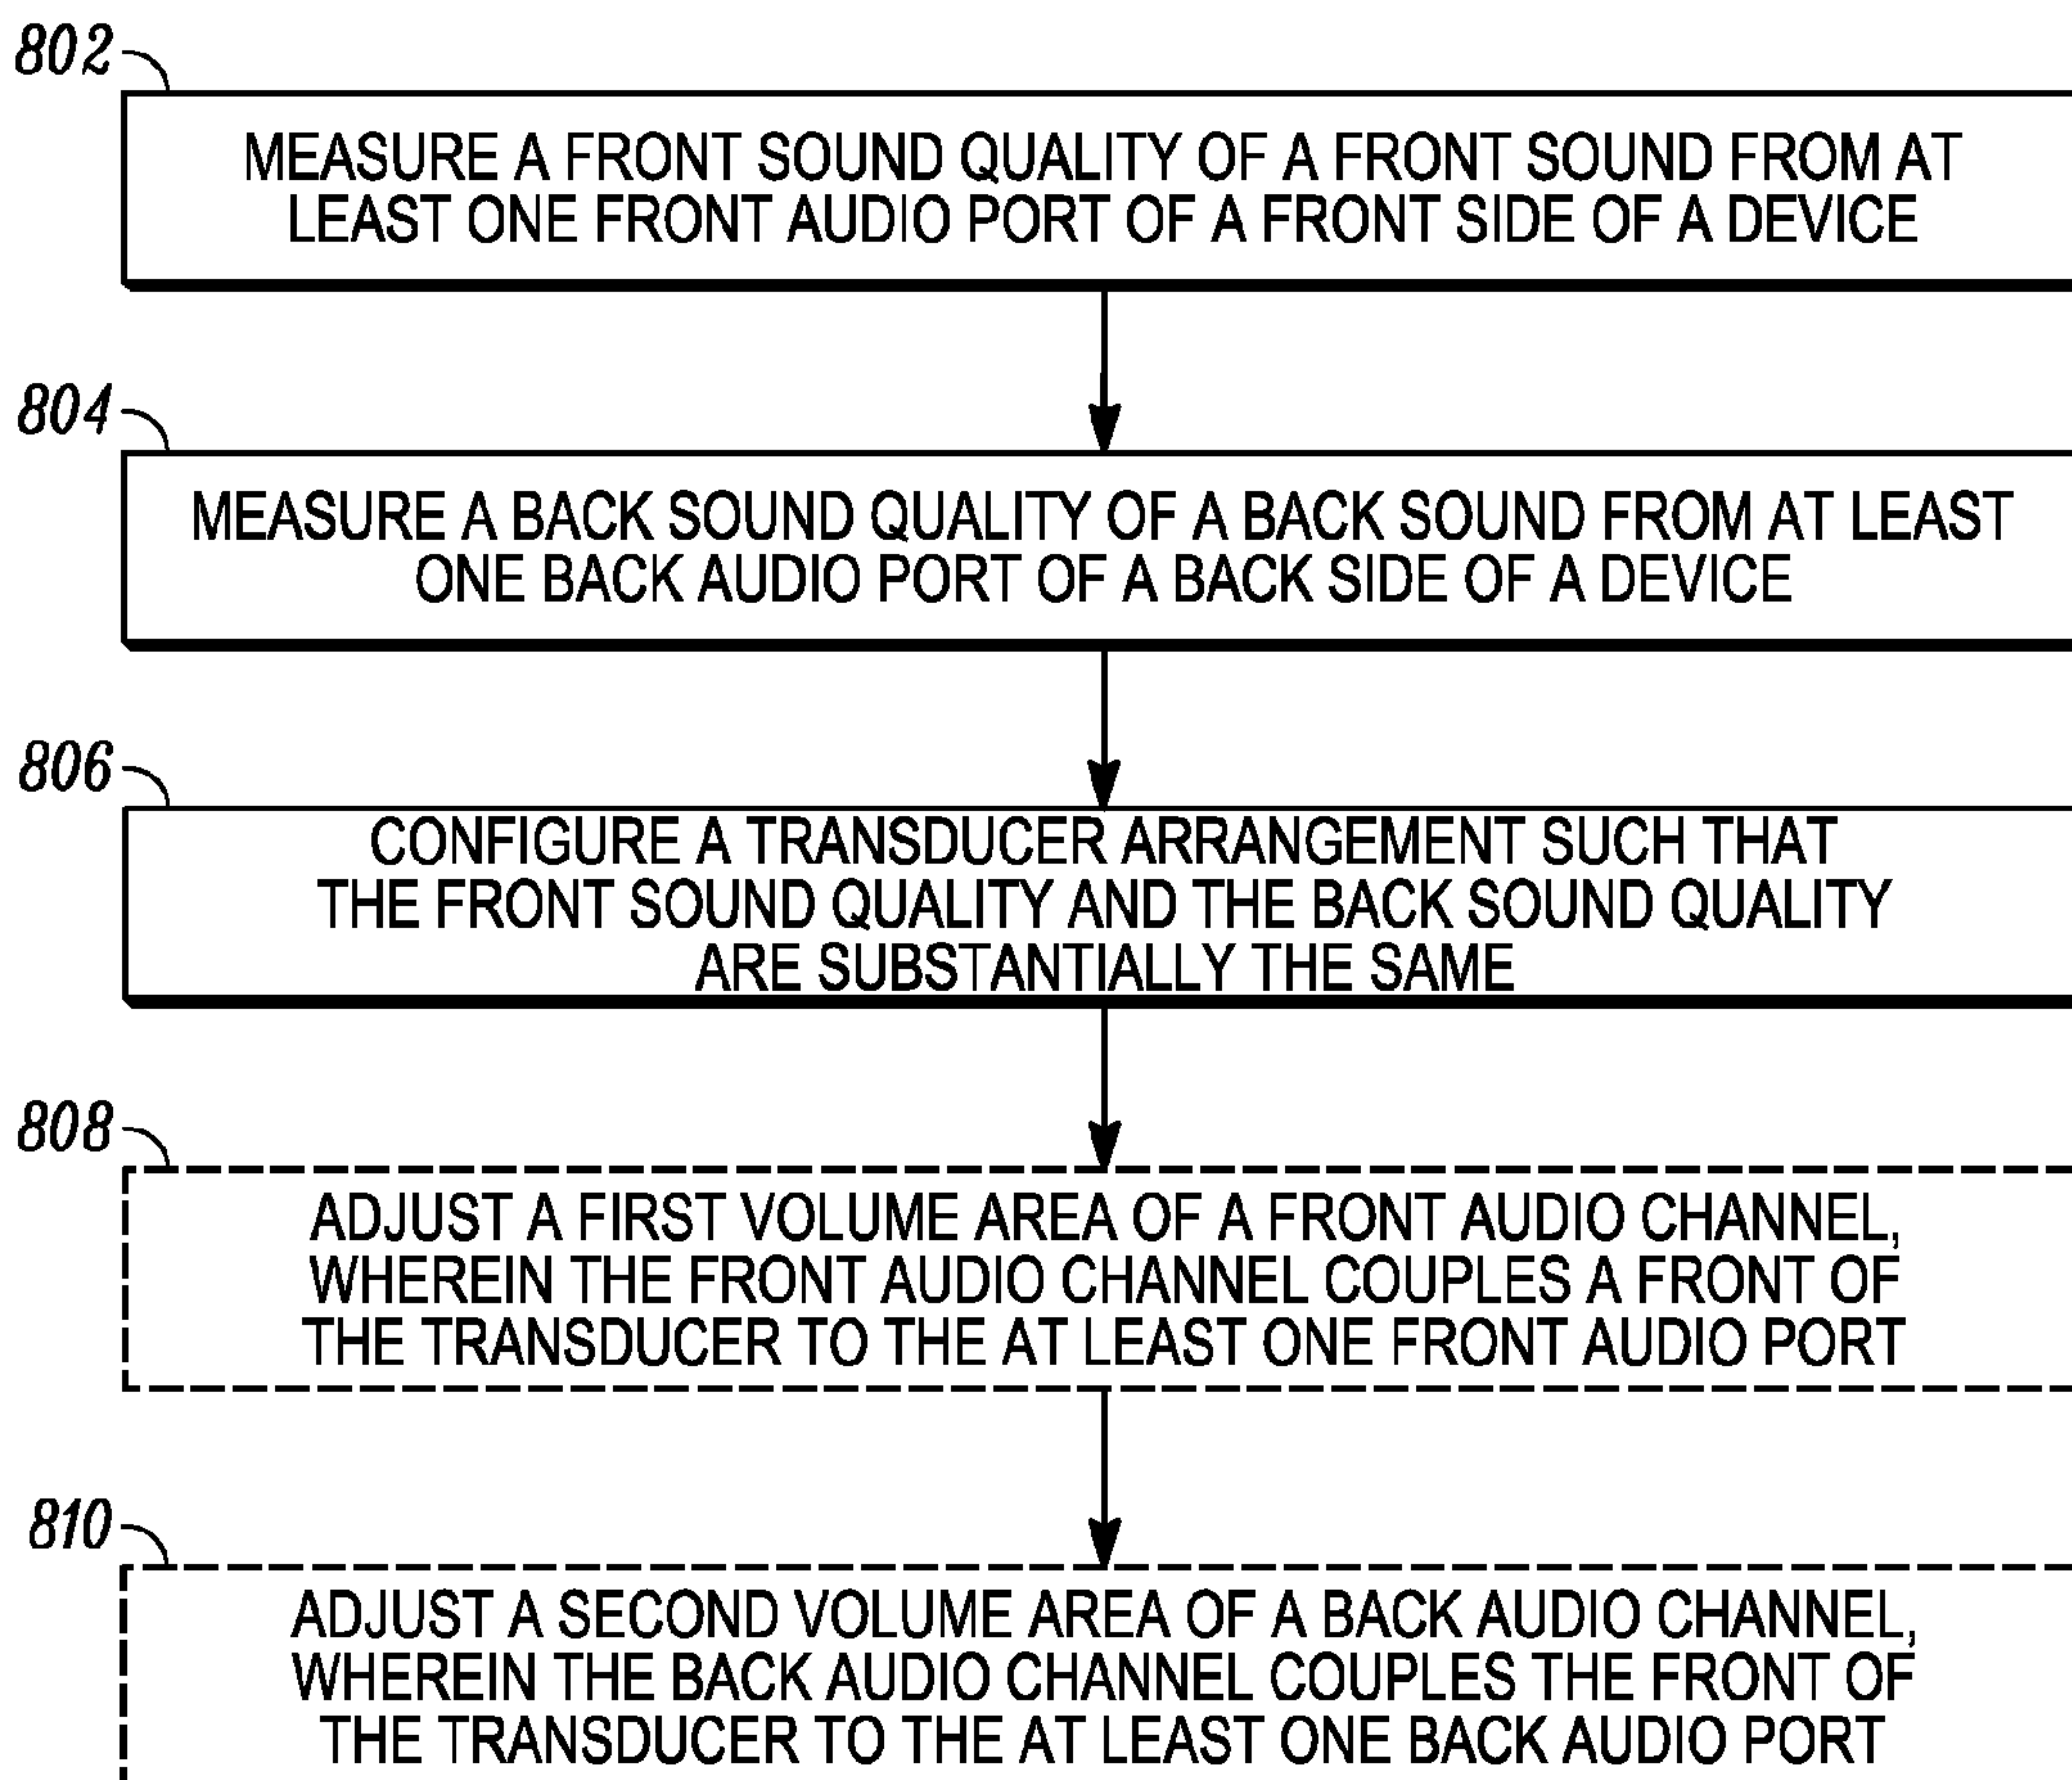 802
MEASURE A FRONT SOUND QUALITY OF A FRONT SOUND FROM AT
LEAST ONE FRONT AUDIO PORT OF A FRONT SIDE OF A DEVICE
804
MEASURE A BACK SOUND QUALITY OF A BACK SOUND FROM AT LEAST
ONE BACK AUDIO PORT OF A BACK SIDE OF A DEVICE
806
CONFIGURE A TRANSDUCER ARRANGEMENT SUCH THAT
THE FRONT SOUND QUALITY AND THE BACK SOUND QUALITY
ARE SUBSTANTIALLY THE SAME
808
ADJUST A FIRST VOLUME AREA OF A FRONT AUDIO CHANNEL,
WHEREIN THE FRONT AUDIO CHANNEL COUPLES A FRONT OF
THE TRANSDUCER TO THE AT LEAST ONE FRONT AUDIO PORT
810
ADJUST A SECOND VOLUME AREA OF A BACK AUDIO CHANNEL,
WHEREIN THE BACK AUDIO CHANNEL COUPLES THE FRONT OF
THE TRANSDUCER TO THE AT LEAST ONE BACK AUDIO PORT